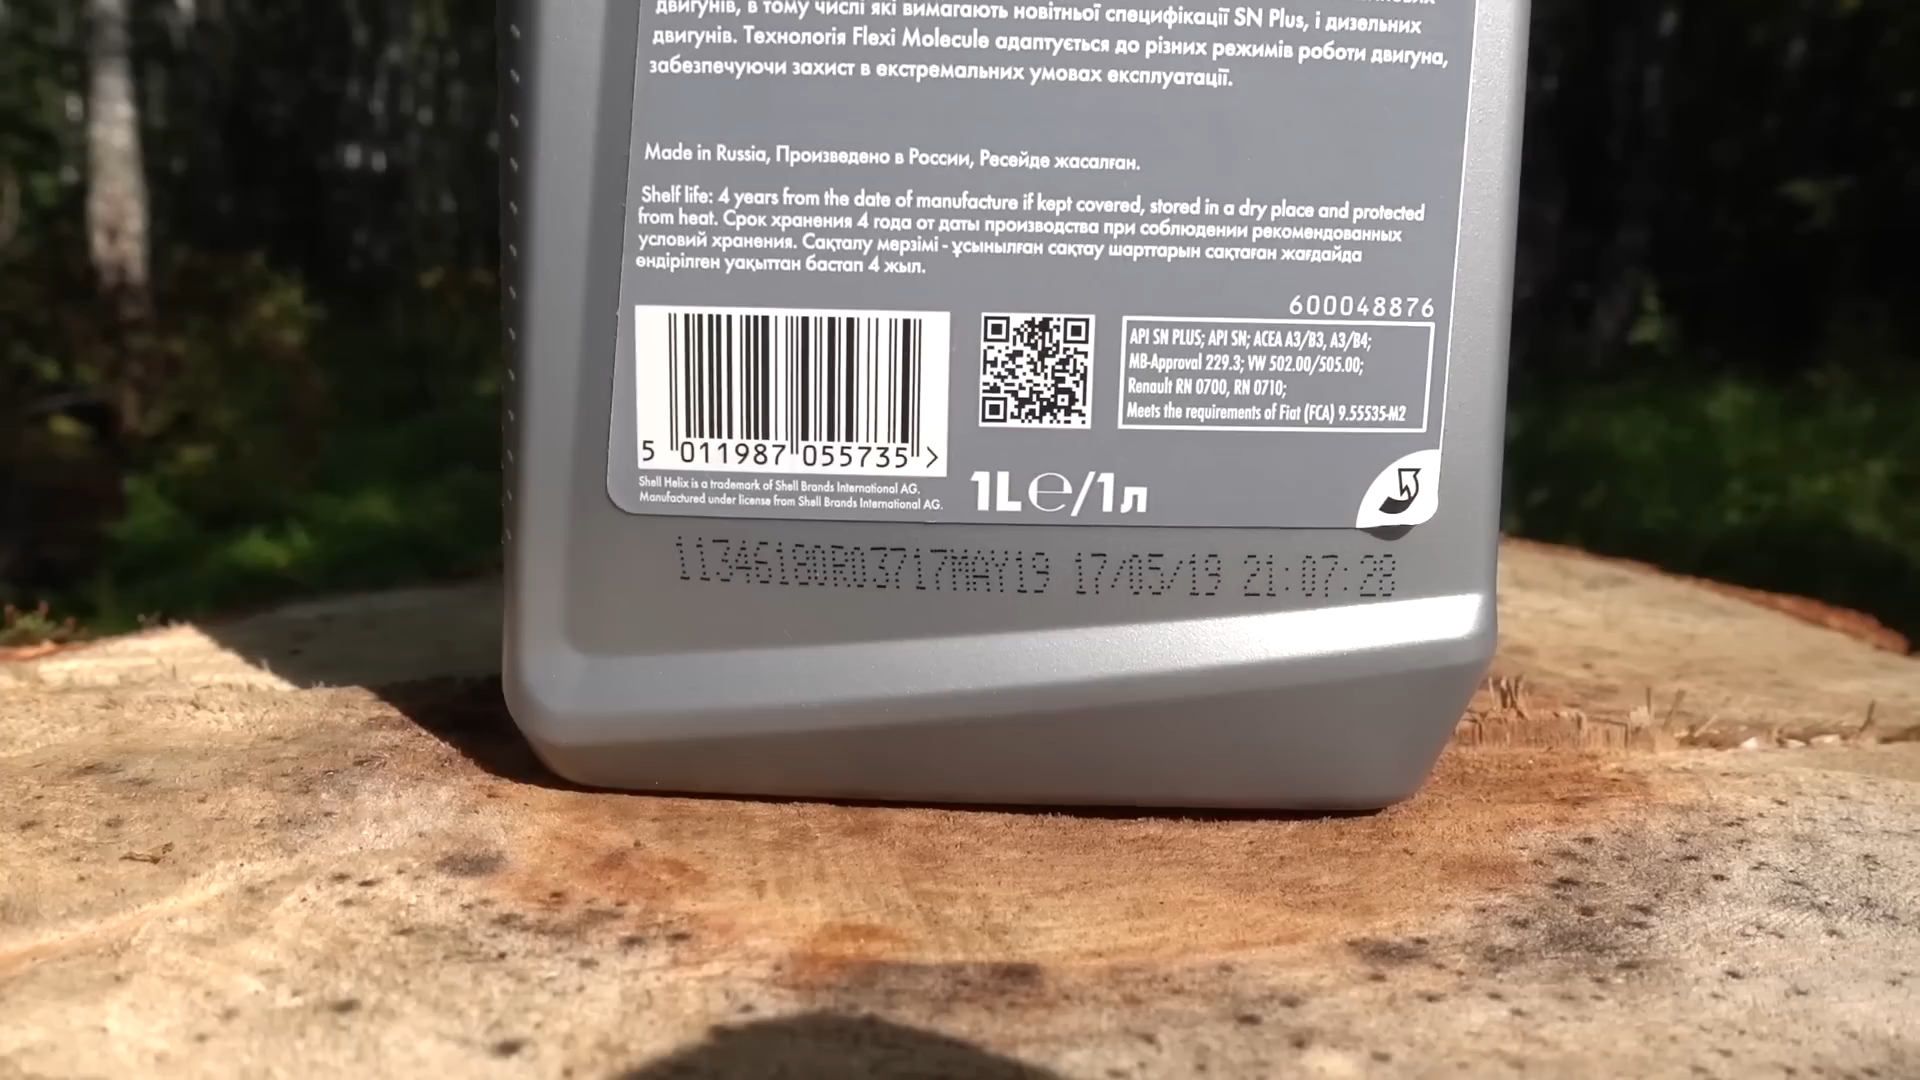 двигунів, в тому числі які вимагають новітньої специфікації SN Plus, і дизельних
двигунів. Технологія Flexi Molecule адаптується до різних режимів роботи двигуна,
забезпечуючи захист в екстремальних умовах експлуатації.
Made in Russia, Произведено в России, Ресейде жасалған.
Shelf life: 4 years from the date of manufacture if kept covered, stored in a dry place and protected
from heat. Срок хранения 4 года от даты производства при соблюдении рекомендованных
условий хранения. Сақталу мерзімі - ұсынылған сақтау шарттарын сақтаған жағдайда
өндірілген уақыттан бастап 4 жыл.
600048876
API SN PLUS; API SN; ACEA A3/B3, A3/B4;
MB-Approval 229.3; VW 502.00/505.00;
Renault RN 0700, RN 0710;
Meets the requirements of Fiat (FCA) 9.55535-M2
5 011987 055735 >
Shell Helix is a trademark of Shell Brands International AG.
Manufactured under license from Shell Brands International AG.
1L℮/1л
11346180R03717MAY19 17/05/19 21:07:28